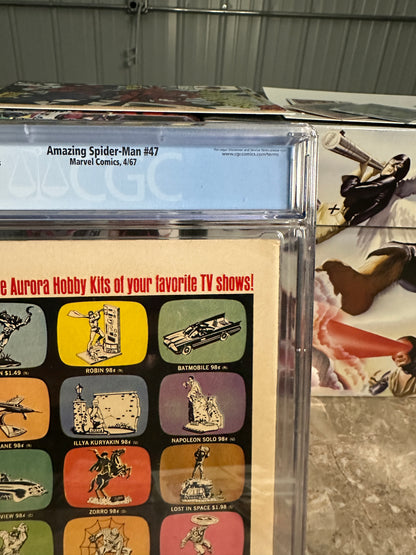 Amazing Spider-Man #47
Marvel Comics, 4/67
www.cgccomics.com/terms
CGC
Aurora Hobby Kits of your favorite TV shows!
$1.49
ROBIN 98¢
BATMOBILE 98¢
98¢
ILLYA KURYAKIN 98¢
NAPOLEON SOLO 98¢
VIEW 98¢
ZORRO 98¢
LOST IN SPACE $1.98